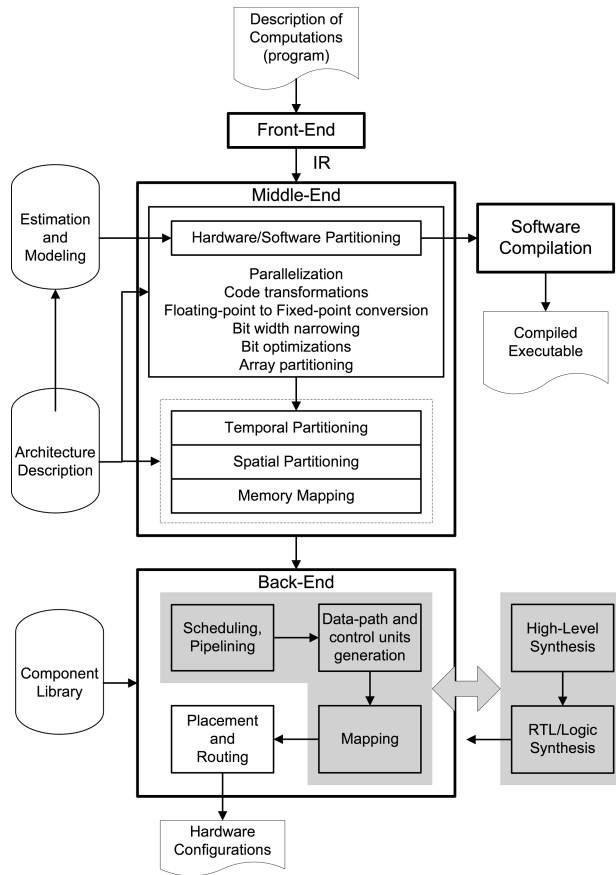 Description of
Computations
(program)
Front-End
IR
Middle-End
Estimation
and
Modeling
Hardware/Software Partitioning
Software
Compilation
Parallelization
Code transformations
Floating-point to Fixed-point conversion
Bit width narrowing
Bit optimizations
Array partitioning
Compiled
Executable
Architecture
Description
Temporal Partitioning
Spatial Partitioning
Memory Mapping
Back-End
Component
Library
Scheduling,
Pipelining
Data-path and
control units
generation
High-Level
Synthesis
Placement
and
Routing
Mapping
RTL/Logic
Synthesis
Hardware
Configurations